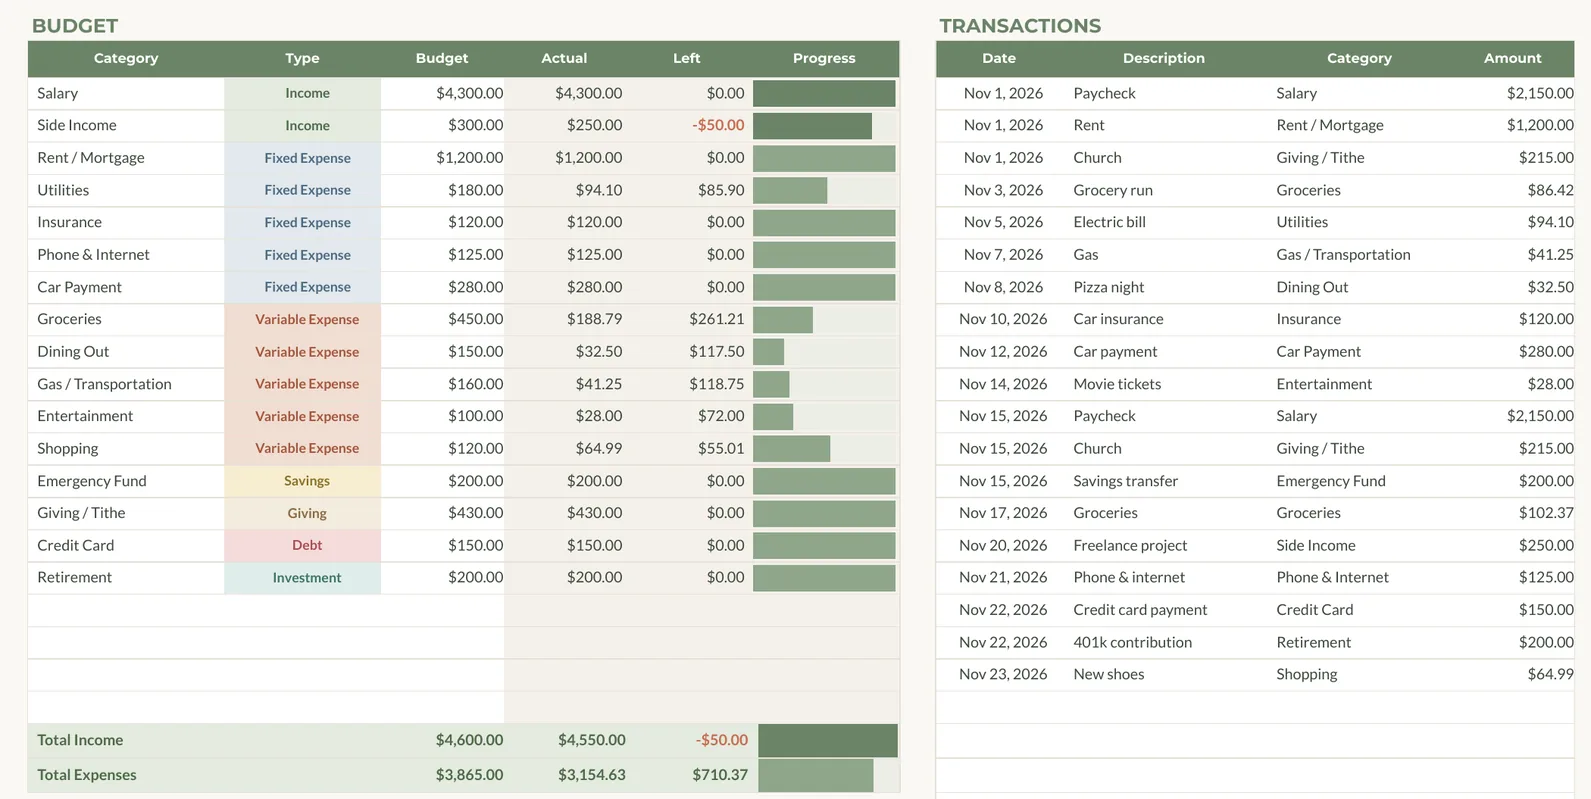 BUDGET
Category Type Budget Actual Left Progress
Salary Income $4,300.00 $4,300.00 $0.00
Side Income Income $300.00 $250.00 -$50.00
Rent / Mortgage Fixed Expense $1,200.00 $1,200.00 $0.00
Utilities Fixed Expense $180.00 $94.10 $85.90
Insurance Fixed Expense $120.00 $120.00 $0.00
Phone & Internet Fixed Expense $125.00 $125.00 $0.00
Car Payment Fixed Expense $280.00 $280.00 $0.00
Groceries Variable Expense $450.00 $188.79 $261.21
Dining Out Variable Expense $150.00 $32.50 $117.50
Gas / Transportation Variable Expense $160.00 $41.25 $118.75
Entertainment Variable Expense $100.00 $28.00 $72.00
Shopping Variable Expense $120.00 $64.99 $55.01
Emergency Fund Savings $200.00 $200.00 $0.00
Giving / Tithe Giving $430.00 $430.00 $0.00
Credit Card Debt $150.00 $150.00 $0.00
Retirement Investment $200.00 $200.00 $0.00
Total Income $4,600.00 $4,550.00 -$50.00
Total Expenses $3,865.00 $3,154.63 $710.37
TRANSACTIONS
Date Description Category Amount
Nov 1, 2026 Paycheck Salary $2,150.00
Nov 1, 2026 Rent Rent / Mortgage $1,200.00
Nov 1, 2026 Church Giving / Tithe $215.00
Nov 3, 2026 Grocery run Groceries $86.42
Nov 5, 2026 Electric bill Utilities $94.10
Nov 7, 2026 Gas Gas / Transportation $41.25
Nov 8, 2026 Pizza night Dining Out $32.50
Nov 10, 2026 Car insurance Insurance $120.00
Nov 12, 2026 Car payment Car Payment $280.00
Nov 14, 2026 Movie tickets Entertainment $28.00
Nov 15, 2026 Paycheck Salary $2,150.00
Nov 15, 2026 Church Giving / Tithe $215.00
Nov 15, 2026 Savings transfer Emergency Fund $200.00
Nov 17, 2026 Groceries Groceries $102.37
Nov 20, 2026 Freelance project Side Income $250.00
Nov 21, 2026 Phone & internet Phone & Internet $125.00
Nov 22, 2026 Credit card payment Credit Card $150.00
Nov 22, 2026 401k contribution Retirement $200.00
Nov 23, 2026 New shoes Shopping $64.99